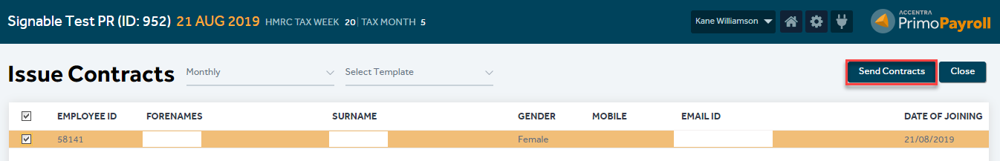 Signable Test PR (ID: 952) 21 AUG 2019 HMRC TAX WEEK 20 | TAX MONTH 5
Kane Williamson
ACCENTRA
PrimoPayroll
Issue Contracts Monthly Select Template Send Contracts Close
EMPLOYEE ID FORENAMES SURNAME GENDER MOBILE EMAIL ID DATE OF JOINING
58141 Female 21/08/2019